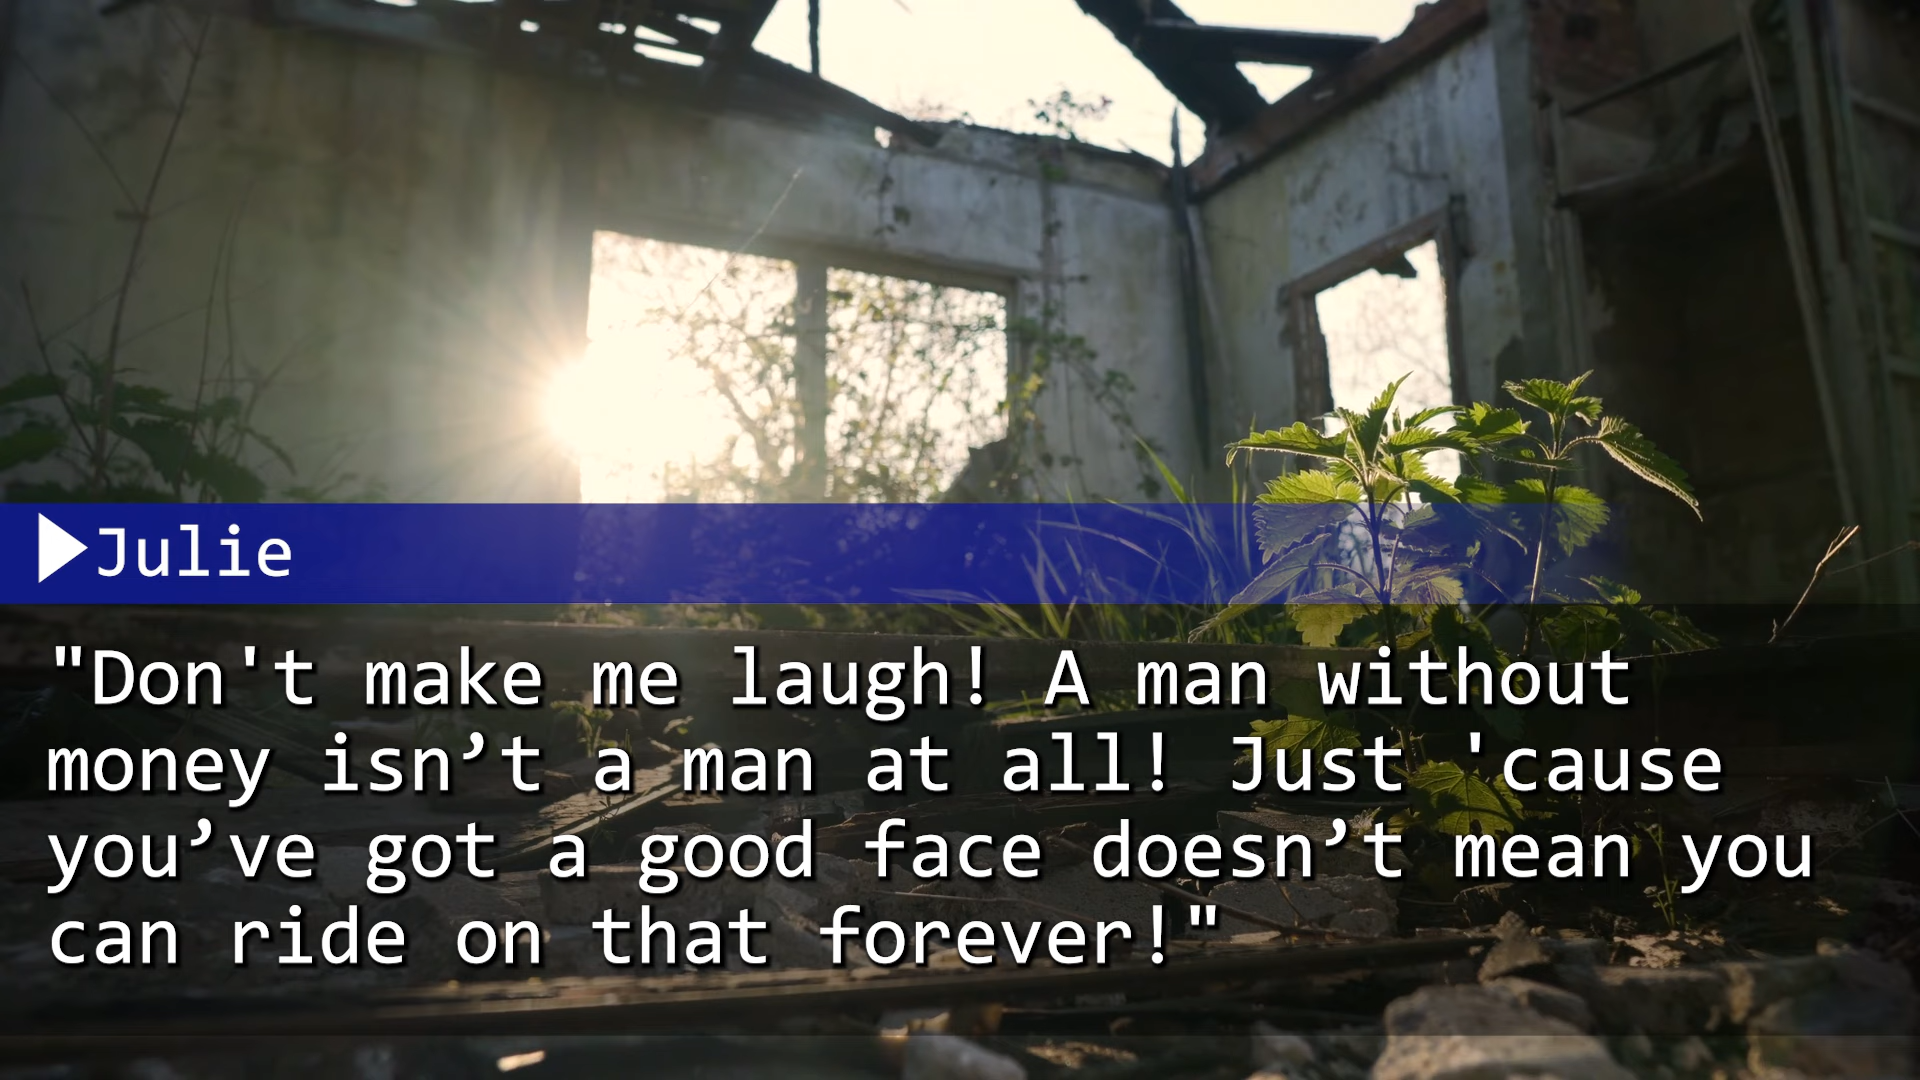 Julie
"Don't make me laugh! A man without
money isn’t a man at all! Just 'cause
you’ve got a good face doesn’t mean you
can ride on that forever!"